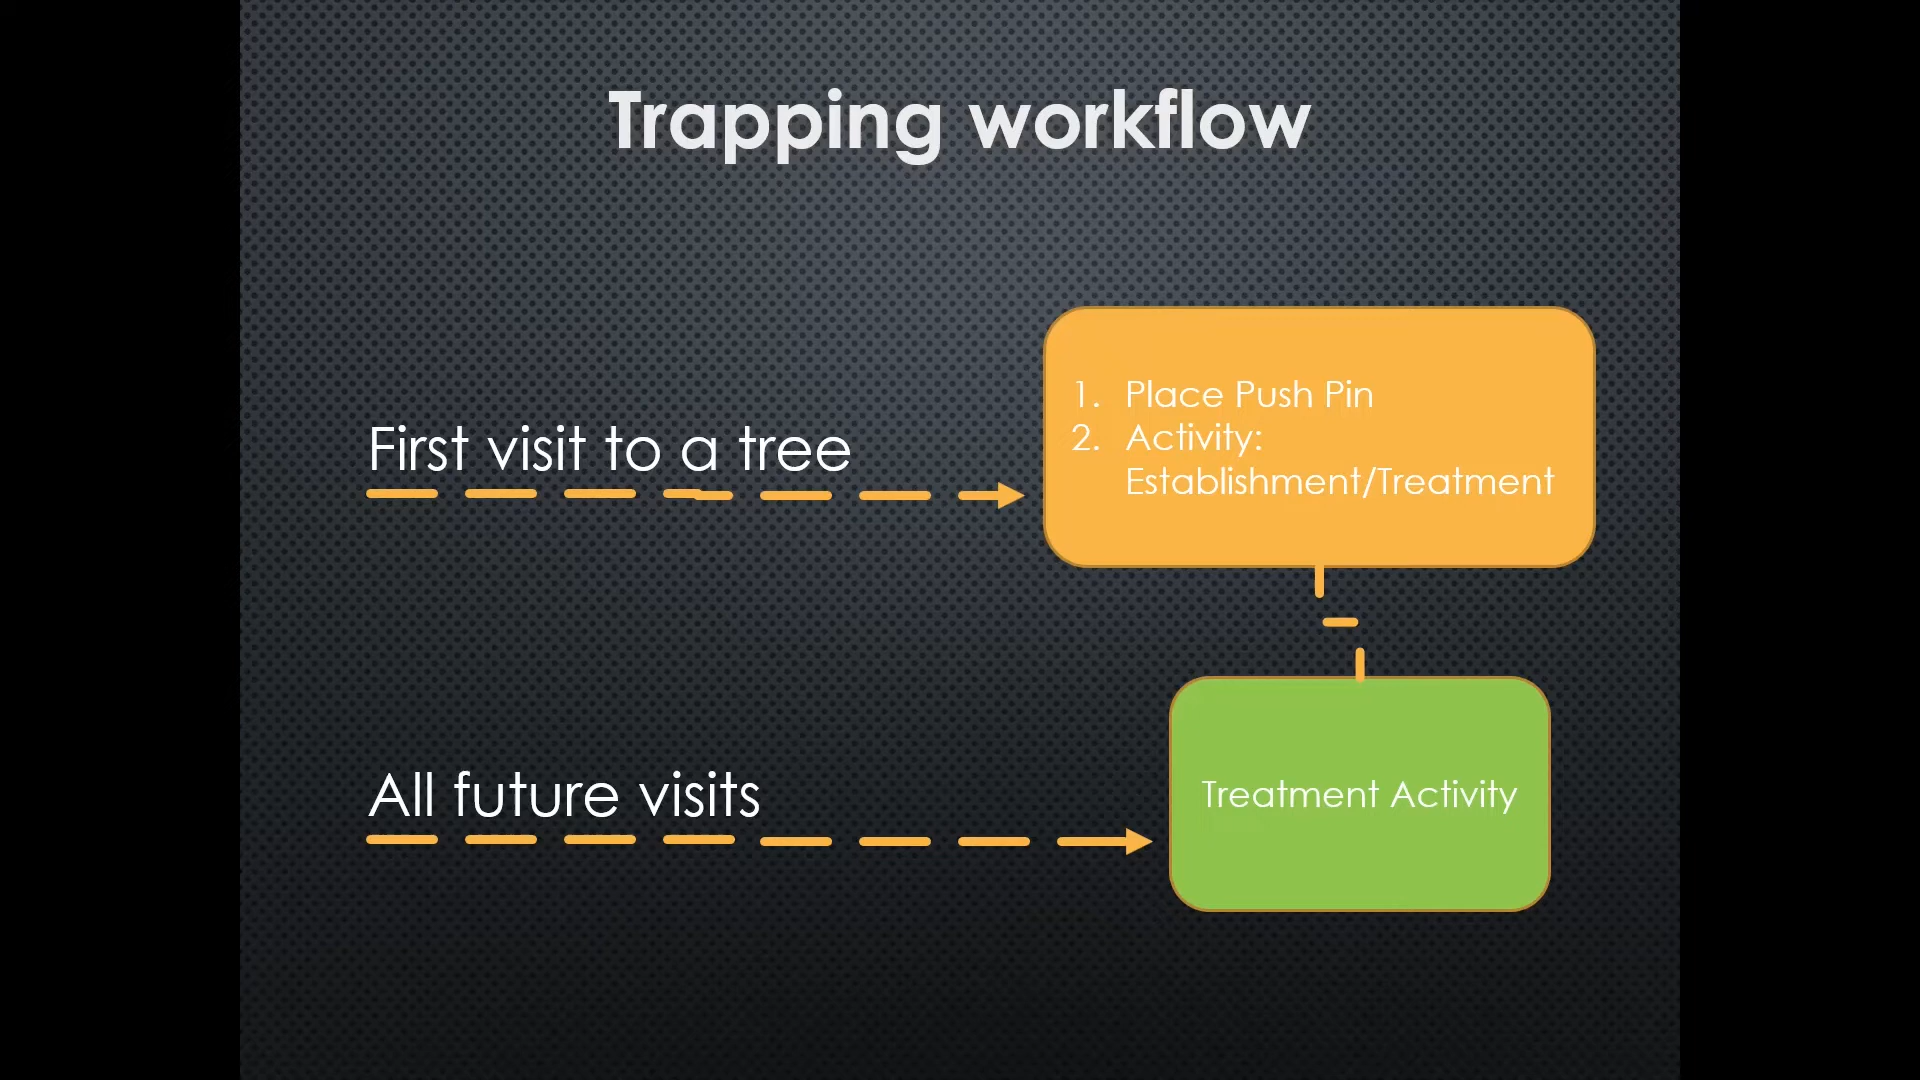 Trapping workflow
First visit to a tree
1. Place Push Pin
2. Activity:
Establishment/Treatment
All future visits
Treatment Activity